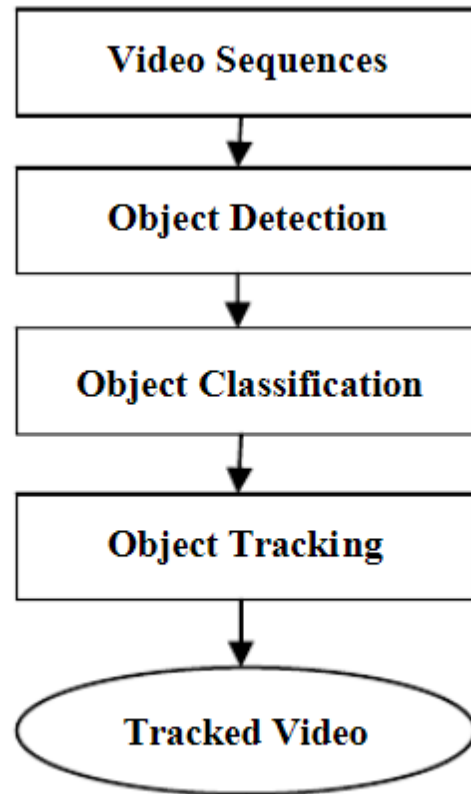 Video Sequences
Object Detection
Object Classification
Object Tracking
Tracked Video